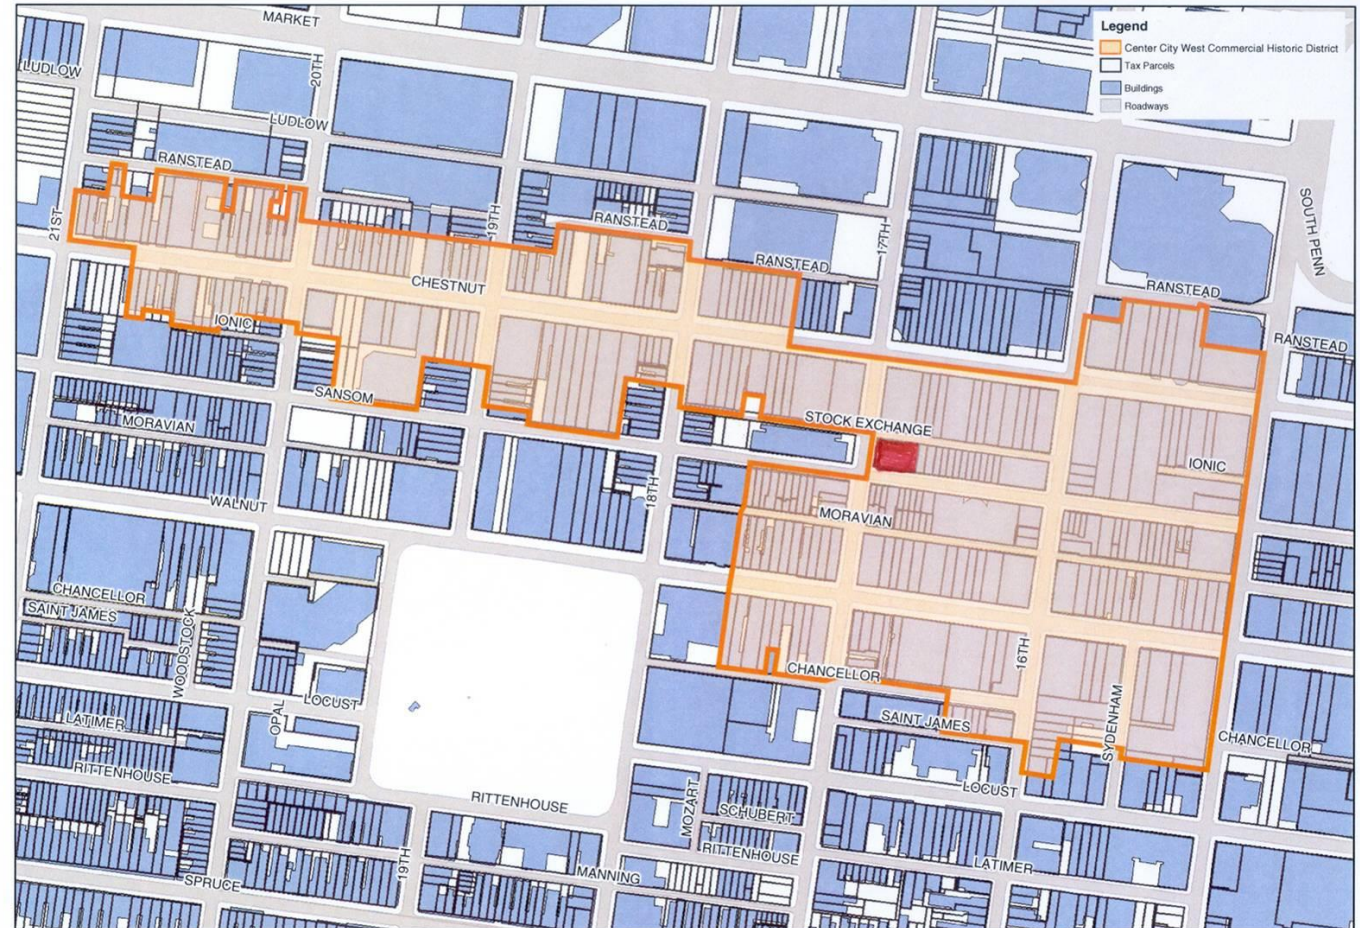 MARKET
Legend
Center City West Commercial Historic District
Tax Parcels
Buildings
Roadways
LUDLOW
20TH
LUDLOW
RANSTEAD
21ST
19TH
RANSTEAD
17TH
SOUTH PENN
RANSTEAD
RANSTEAD
CHESTNUT
IONIC
RANSTEAD
SANSOM
STOCK EXCHANGE
MORAVIAN
IONIC
WALNUT
18TH
MORAVIAN
CHANCELLOR
SAINT JAMES
WOODSTOCK
16TH
CHANCELLOR
LOCUST
OPAL
LATIMER
SAINT JAMES
SYDENHAM
CHANCELLOR
RITTENHOUSE
LOCUST
RITTENHOUSE
MOZART
SCHUBERT
RITTENHOUSE
LATIMER
19TH
MANNING
SPRUCE